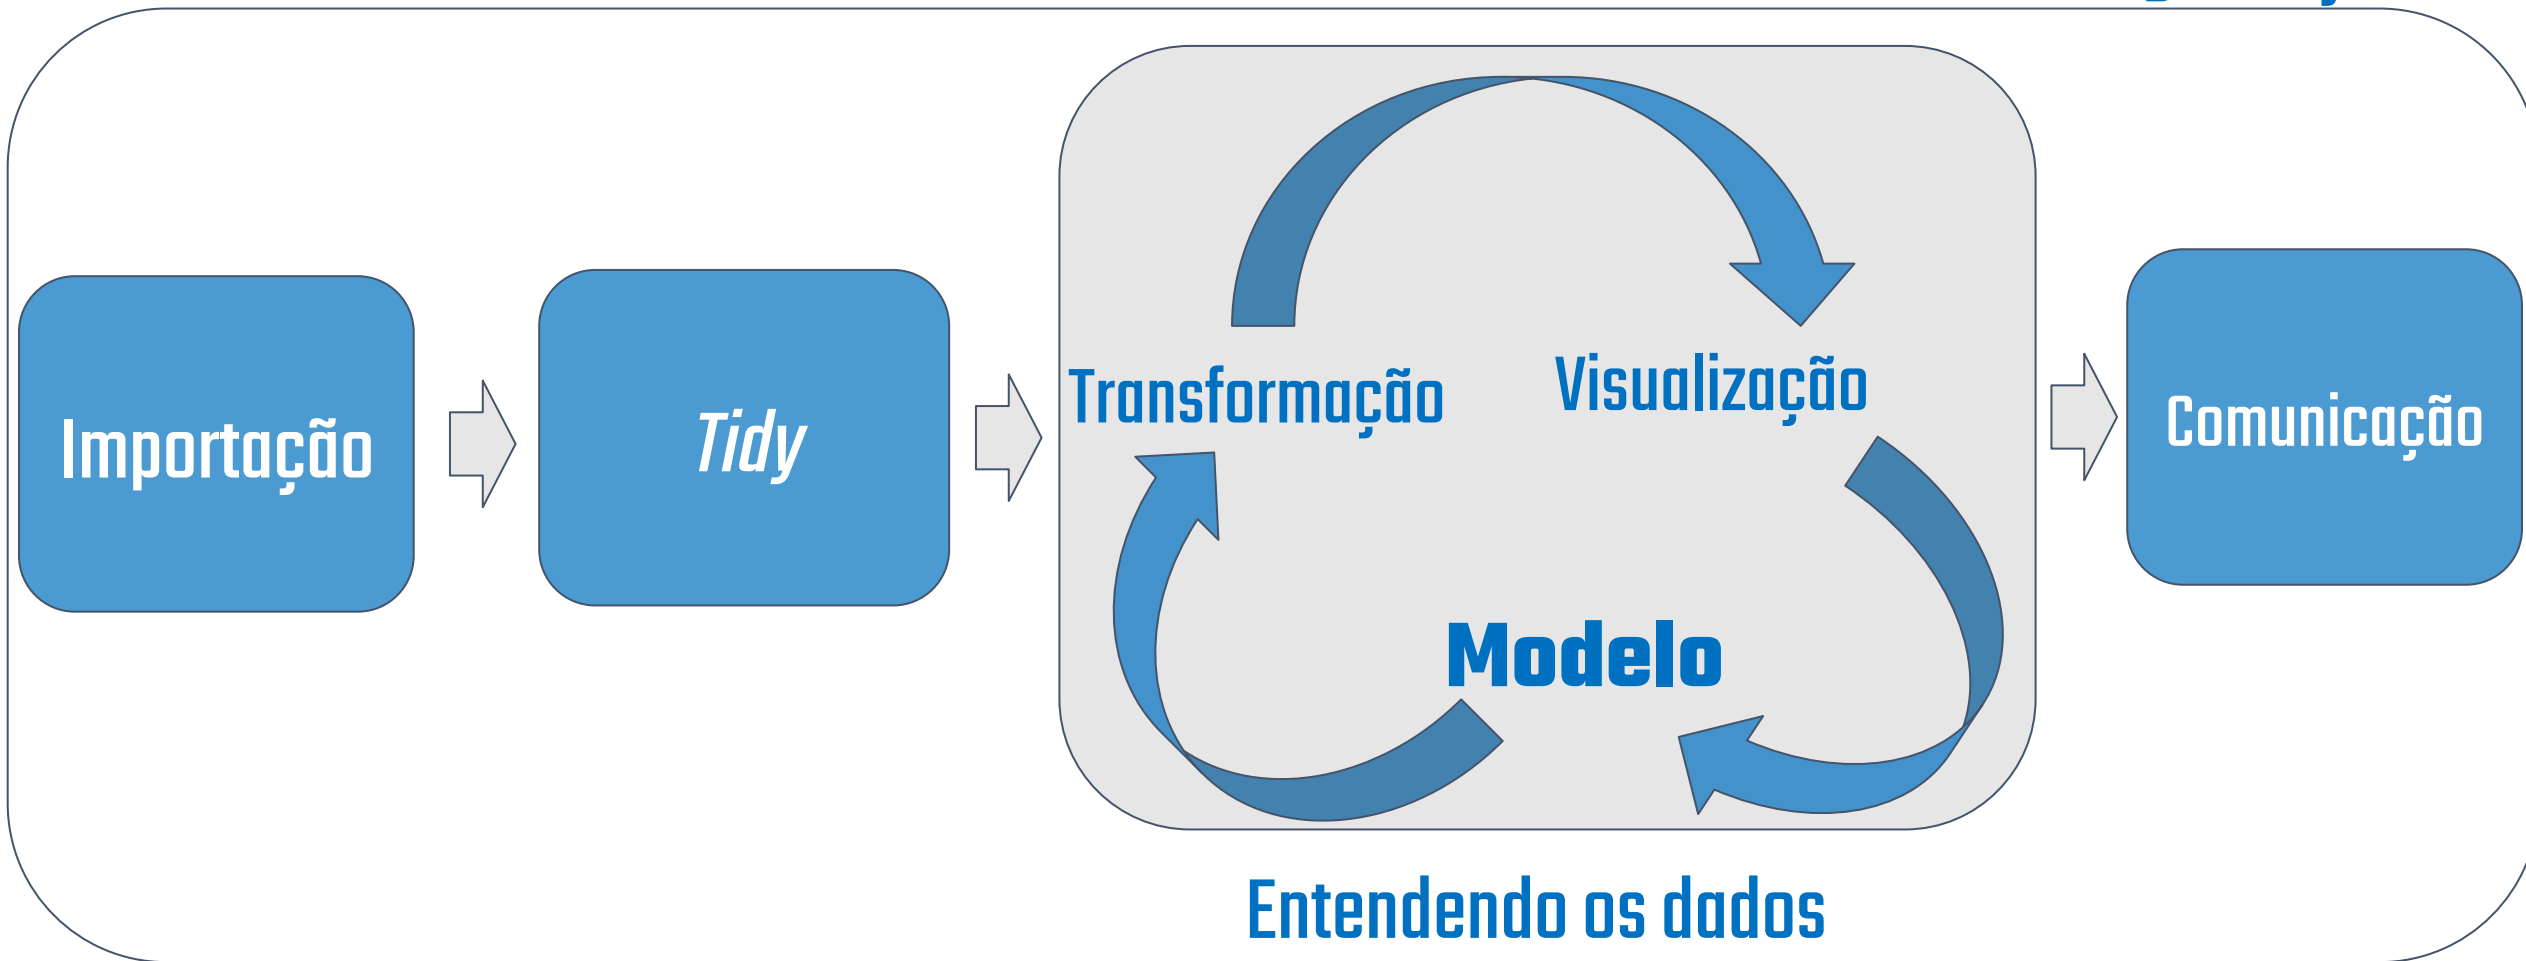 Importação
Tidy
Transformação
Visualização
Modelo
Comunicação
Entendendo os dados